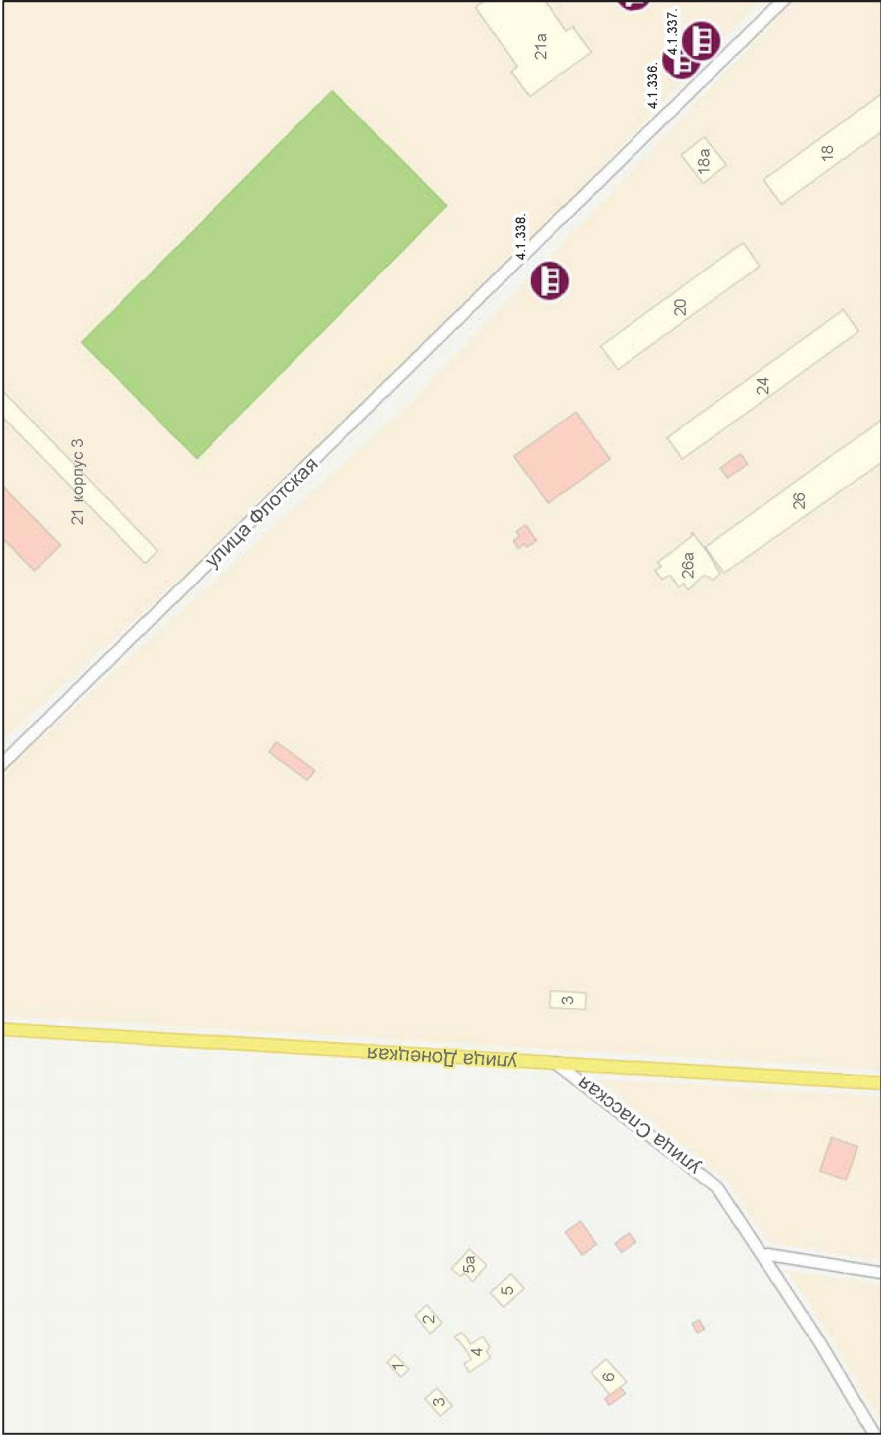 21а
4.1.337.
4.1.336.
18а
18
4.1.338.
20
24
21 корпус 3
улица Флотская
26
26а
3
улица Донецкая
улица Спасская
5а
5
2
4
1
3
6